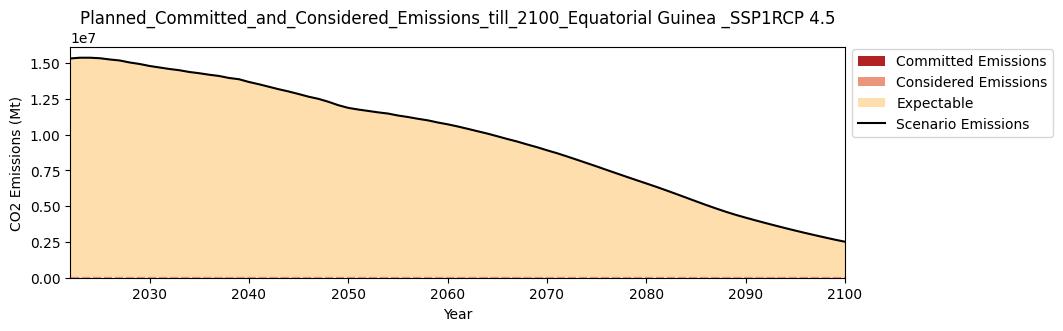 Planned_Committed_and_Considered_Emissions_till_2100_Equatorial Guinea _SSP1RCP 4.5
1e7
1.50
1.25
1.00
0.75
0.50
0.25
0.00
CO2 Emissions (Mt)
2030 2040 2050 2060 2070 2080 2090 2100
Year
Committed Emissions
Considered Emissions
Expectable
Scenario Emissions